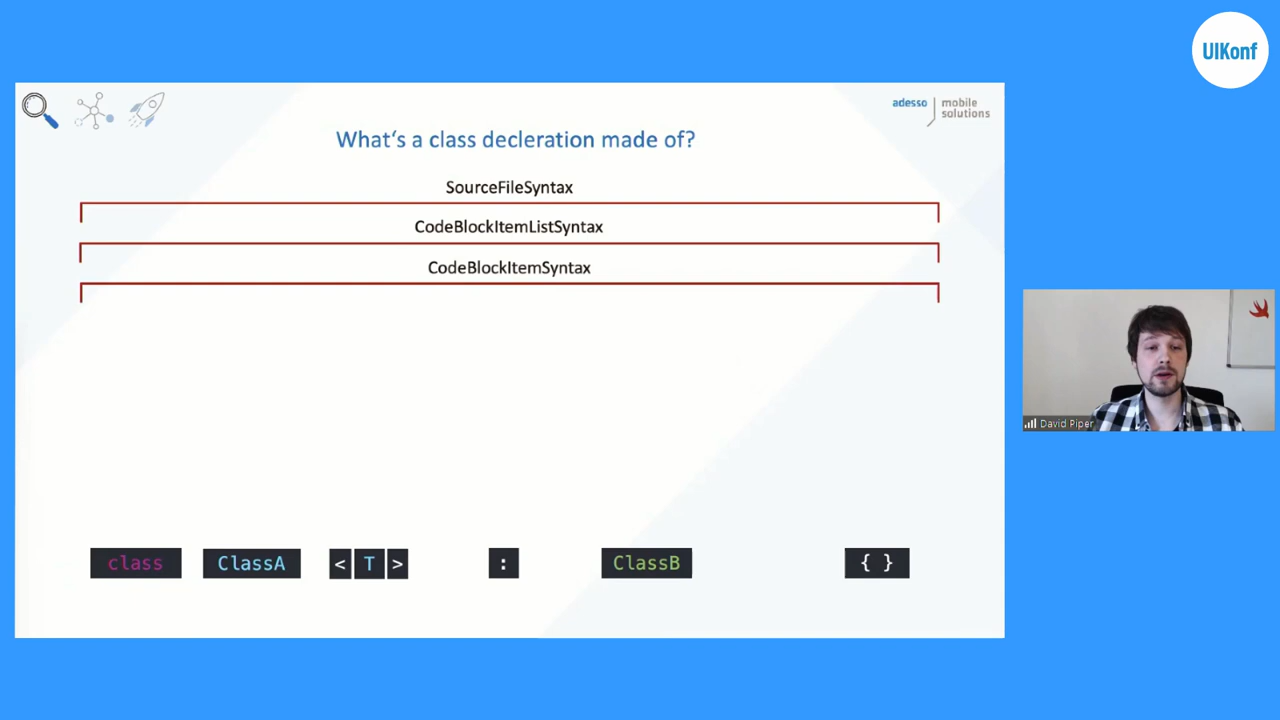 UIKonf
adesso
mobile
solutions
What's a class decleration made of?
SourceFileSyntax
CodeBlockItemListSyntax
CodeBlockItemSyntax
class ClassA < T > : ClassB { }
David Piper